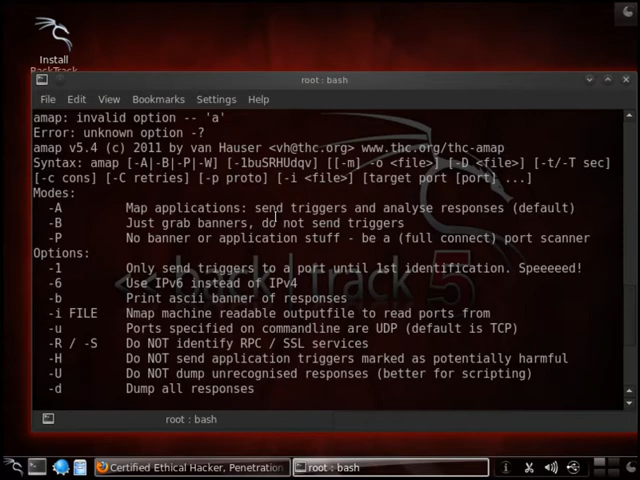 Install
BackTrack
root : bash
File Edit View Bookmarks Settings Help
amap: invalid option -- 'a'
Error: unknown option -?
amap v5.4 (c) 2011 by van Hauser <vh@thc.org> www.thc.org/thc-amap
Syntax: amap [-A|-B|-P|-W] [-1buSRHUdqv] [[-m] -o <file>] [-D <file>] [-t/-T sec]
[-c cons] [-C retries] [-p proto] [-i <file>] [target port [port] ...]
Modes:
-A Map applications: send triggers and analyse responses (default)
-B Just grab banners, do not send triggers
-P No banner or application stuff - be a (full connect) port scanner
Options:
-1 Only send triggers to a port until 1st identification. Speeeeed!
-6 Use IPv6 instead of IPv4
-b Print ascii banner of responses
-i FILE Nmap machine readable outputfile to read ports from
-u Ports specified on commandline are UDP (default is TCP)
-R / -S Do NOT identify RPC / SSL services
-H Do NOT send application triggers marked as potentially harmful
-U Do NOT dump unrecognised responses (better for scripting)
-d Dump all responses
<< back | track 5
root : bash
Certified Ethical Hacker, Penetration root : bash